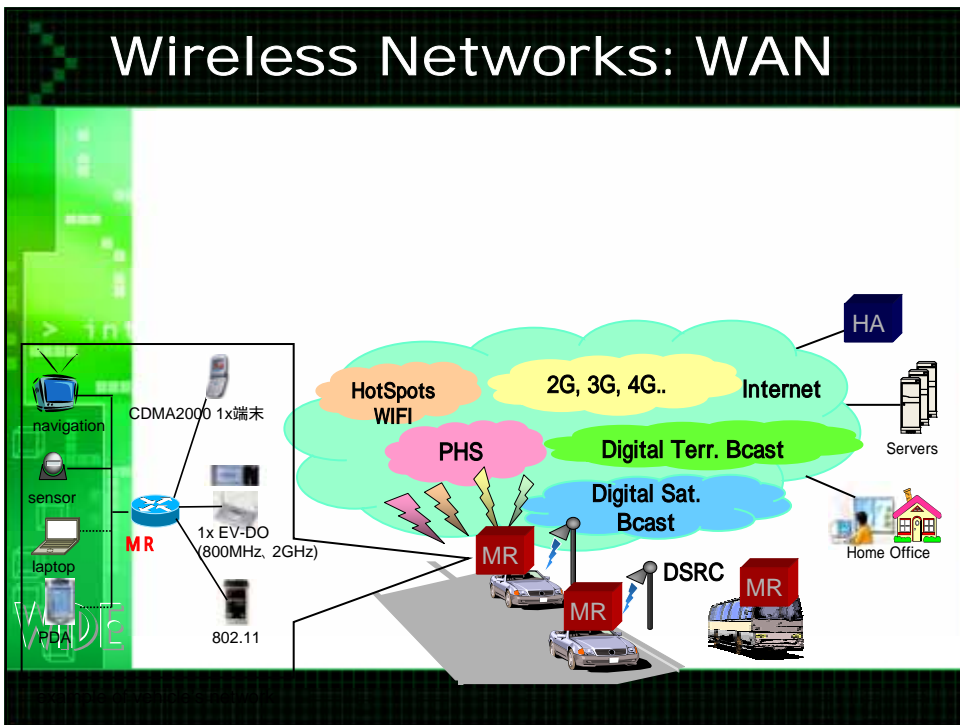 Wireless Networks: WAN
> int
HA
HotSpots
WIFI
2G, 3G, 4G..
Internet
navigation
CDMA2000 1x端末
PHS
Digital Terr. Bcast
Servers
sensor
Digital Sat.
Bcast
1x EV-DO
(800MHz、2GHz)
MR
MR
Home Office
laptop
DSRC
MR
MR
PDA
WIDE
802.11